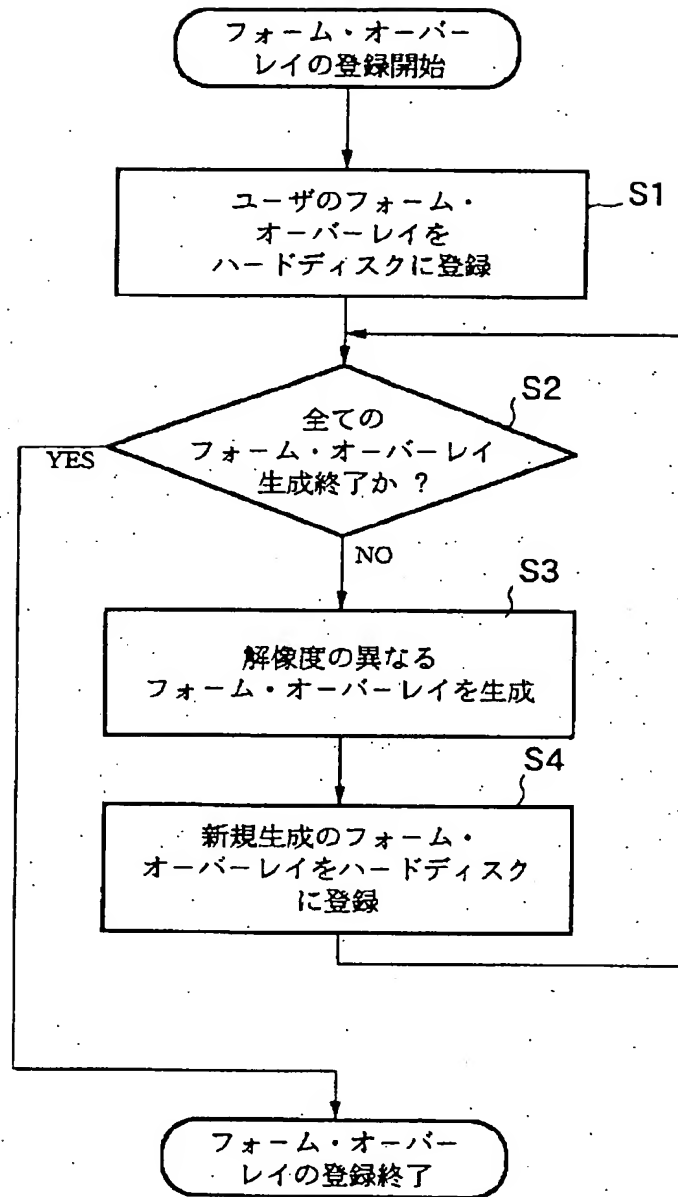 フォーム・オーバー
レイの登録開始
ユーザのフォーム・
オーバーレイを
ハードディスクに登録
S1
全ての
フォーム・オーバーレイ
生成終了か ?
S2
YES
NO
解像度の異なる
フォーム・オーバーレイを生成
S3
新規生成のフォーム・
オーバーレイをハードディスク
に登録
S4
フォーム・オーバー
レイの登録終了